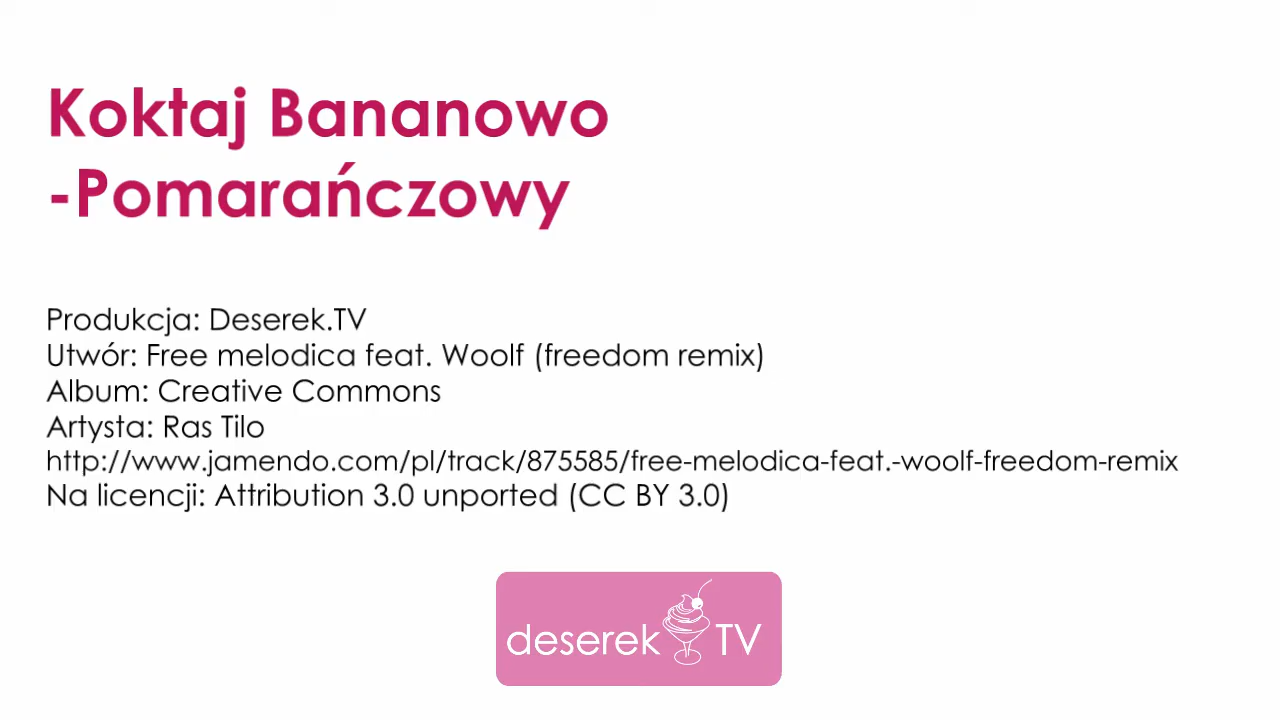 Koktaj Bananowo
-Pomarańczowy
Produkcja: Deserek.TV
Utwór: Free melodica feat. Woolf (freedom remix)
Album: Creative Commons
Artysta: Ras Tilo
http://www.jamendo.com/pl/track/875585/free-melodica-feat.-woolf-freedom-remix
Na licencji: Attribution 3.0 unported (CC BY 3.0)
deserek TV